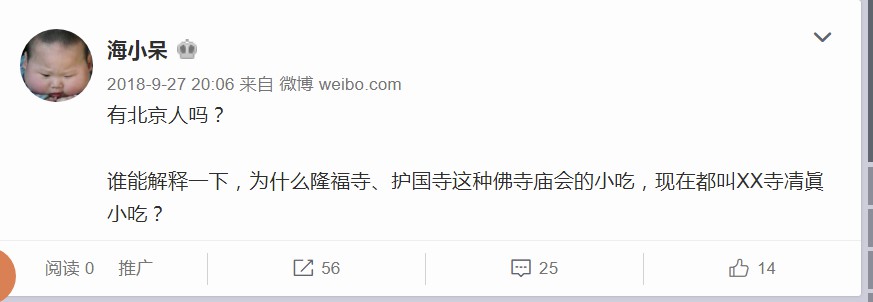 海小呆
2018-9-27 20:06 来自 微博 weibo.com
有北京人吗？
谁能解释一下，为什么隆福寺、护国寺这种佛寺庙会的小吃，现在都叫XX寺清眞
小吃？
阅读 0 推广 56 25 14